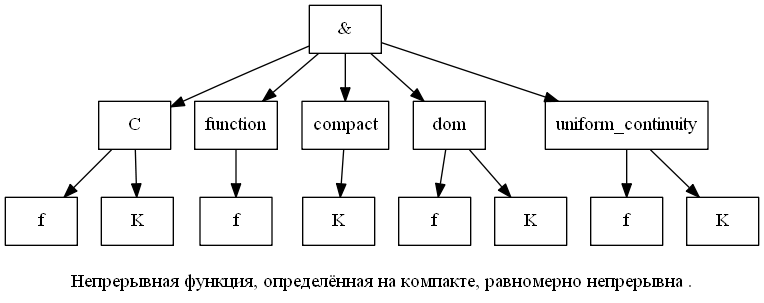 &
C function compact dom uniform_continuity
f K f K f K f K
Непрерывная функция, определённая на компакте, равномерно непрерывна .